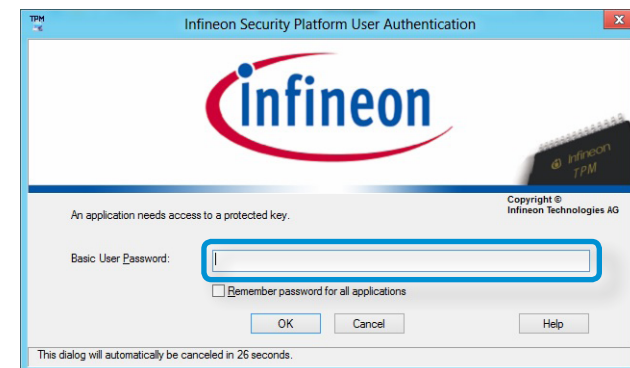 TPM
Infineon Security Platform User Authentication
x
infineon
Infineon
TPM
Copyright ©
Infineon Technologies AG
An application needs access to a protected key.
Basic User Password:
Remember password for all applications
OK Cancel Help
This dialog will automatically be canceled in 26 seconds.